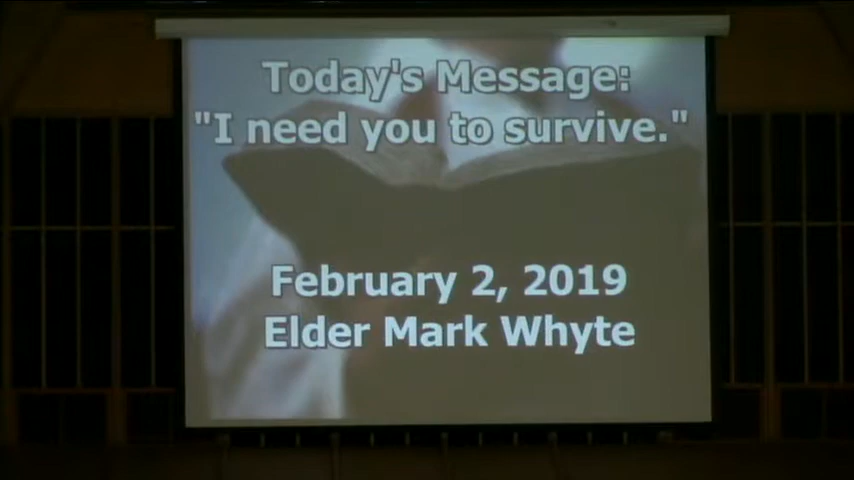 Today's Message:
"I need you to survive."
February 2, 2019
Elder Mark Whyte